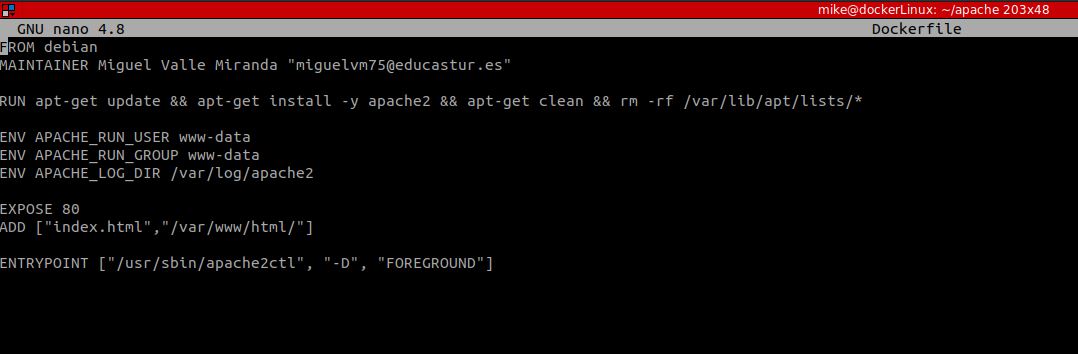 mike@dockerLinux: ~/apache 203x48
GNU nano 4.8 Dockerfile
FROM debian
MAINTAINER Miguel Valle Miranda "miguelvm75@educastur.es"
RUN apt-get update && apt-get install -y apache2 && apt-get clean && rm -rf /var/lib/apt/lists/*
ENV APACHE_RUN_USER www-data
ENV APACHE_RUN_GROUP www-data
ENV APACHE_LOG_DIR /var/log/apache2
EXPOSE 80
ADD ["index.html","/var/www/html/"]
ENTRYPOINT ["/usr/sbin/apache2ctl", "-D", "FOREGROUND"]